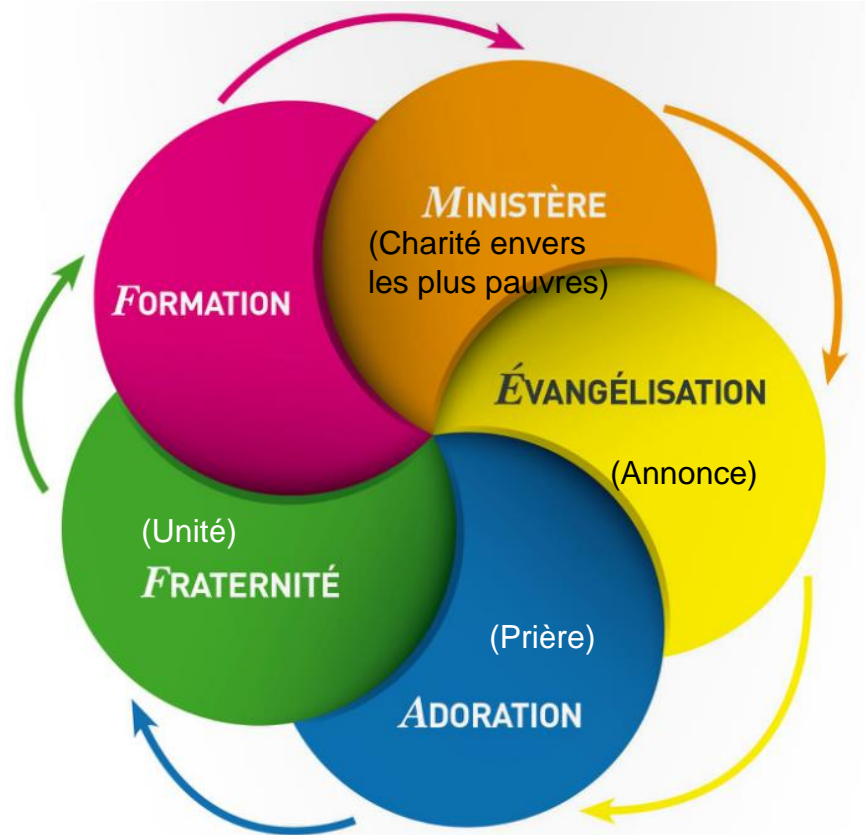 MINISTÈRE
(Charité envers
les plus pauvres)
FORMATION
ÉVANGÉLISATION
(Annonce)
(Unité)
FRATERNITÉ
(Prière)
ADORATION